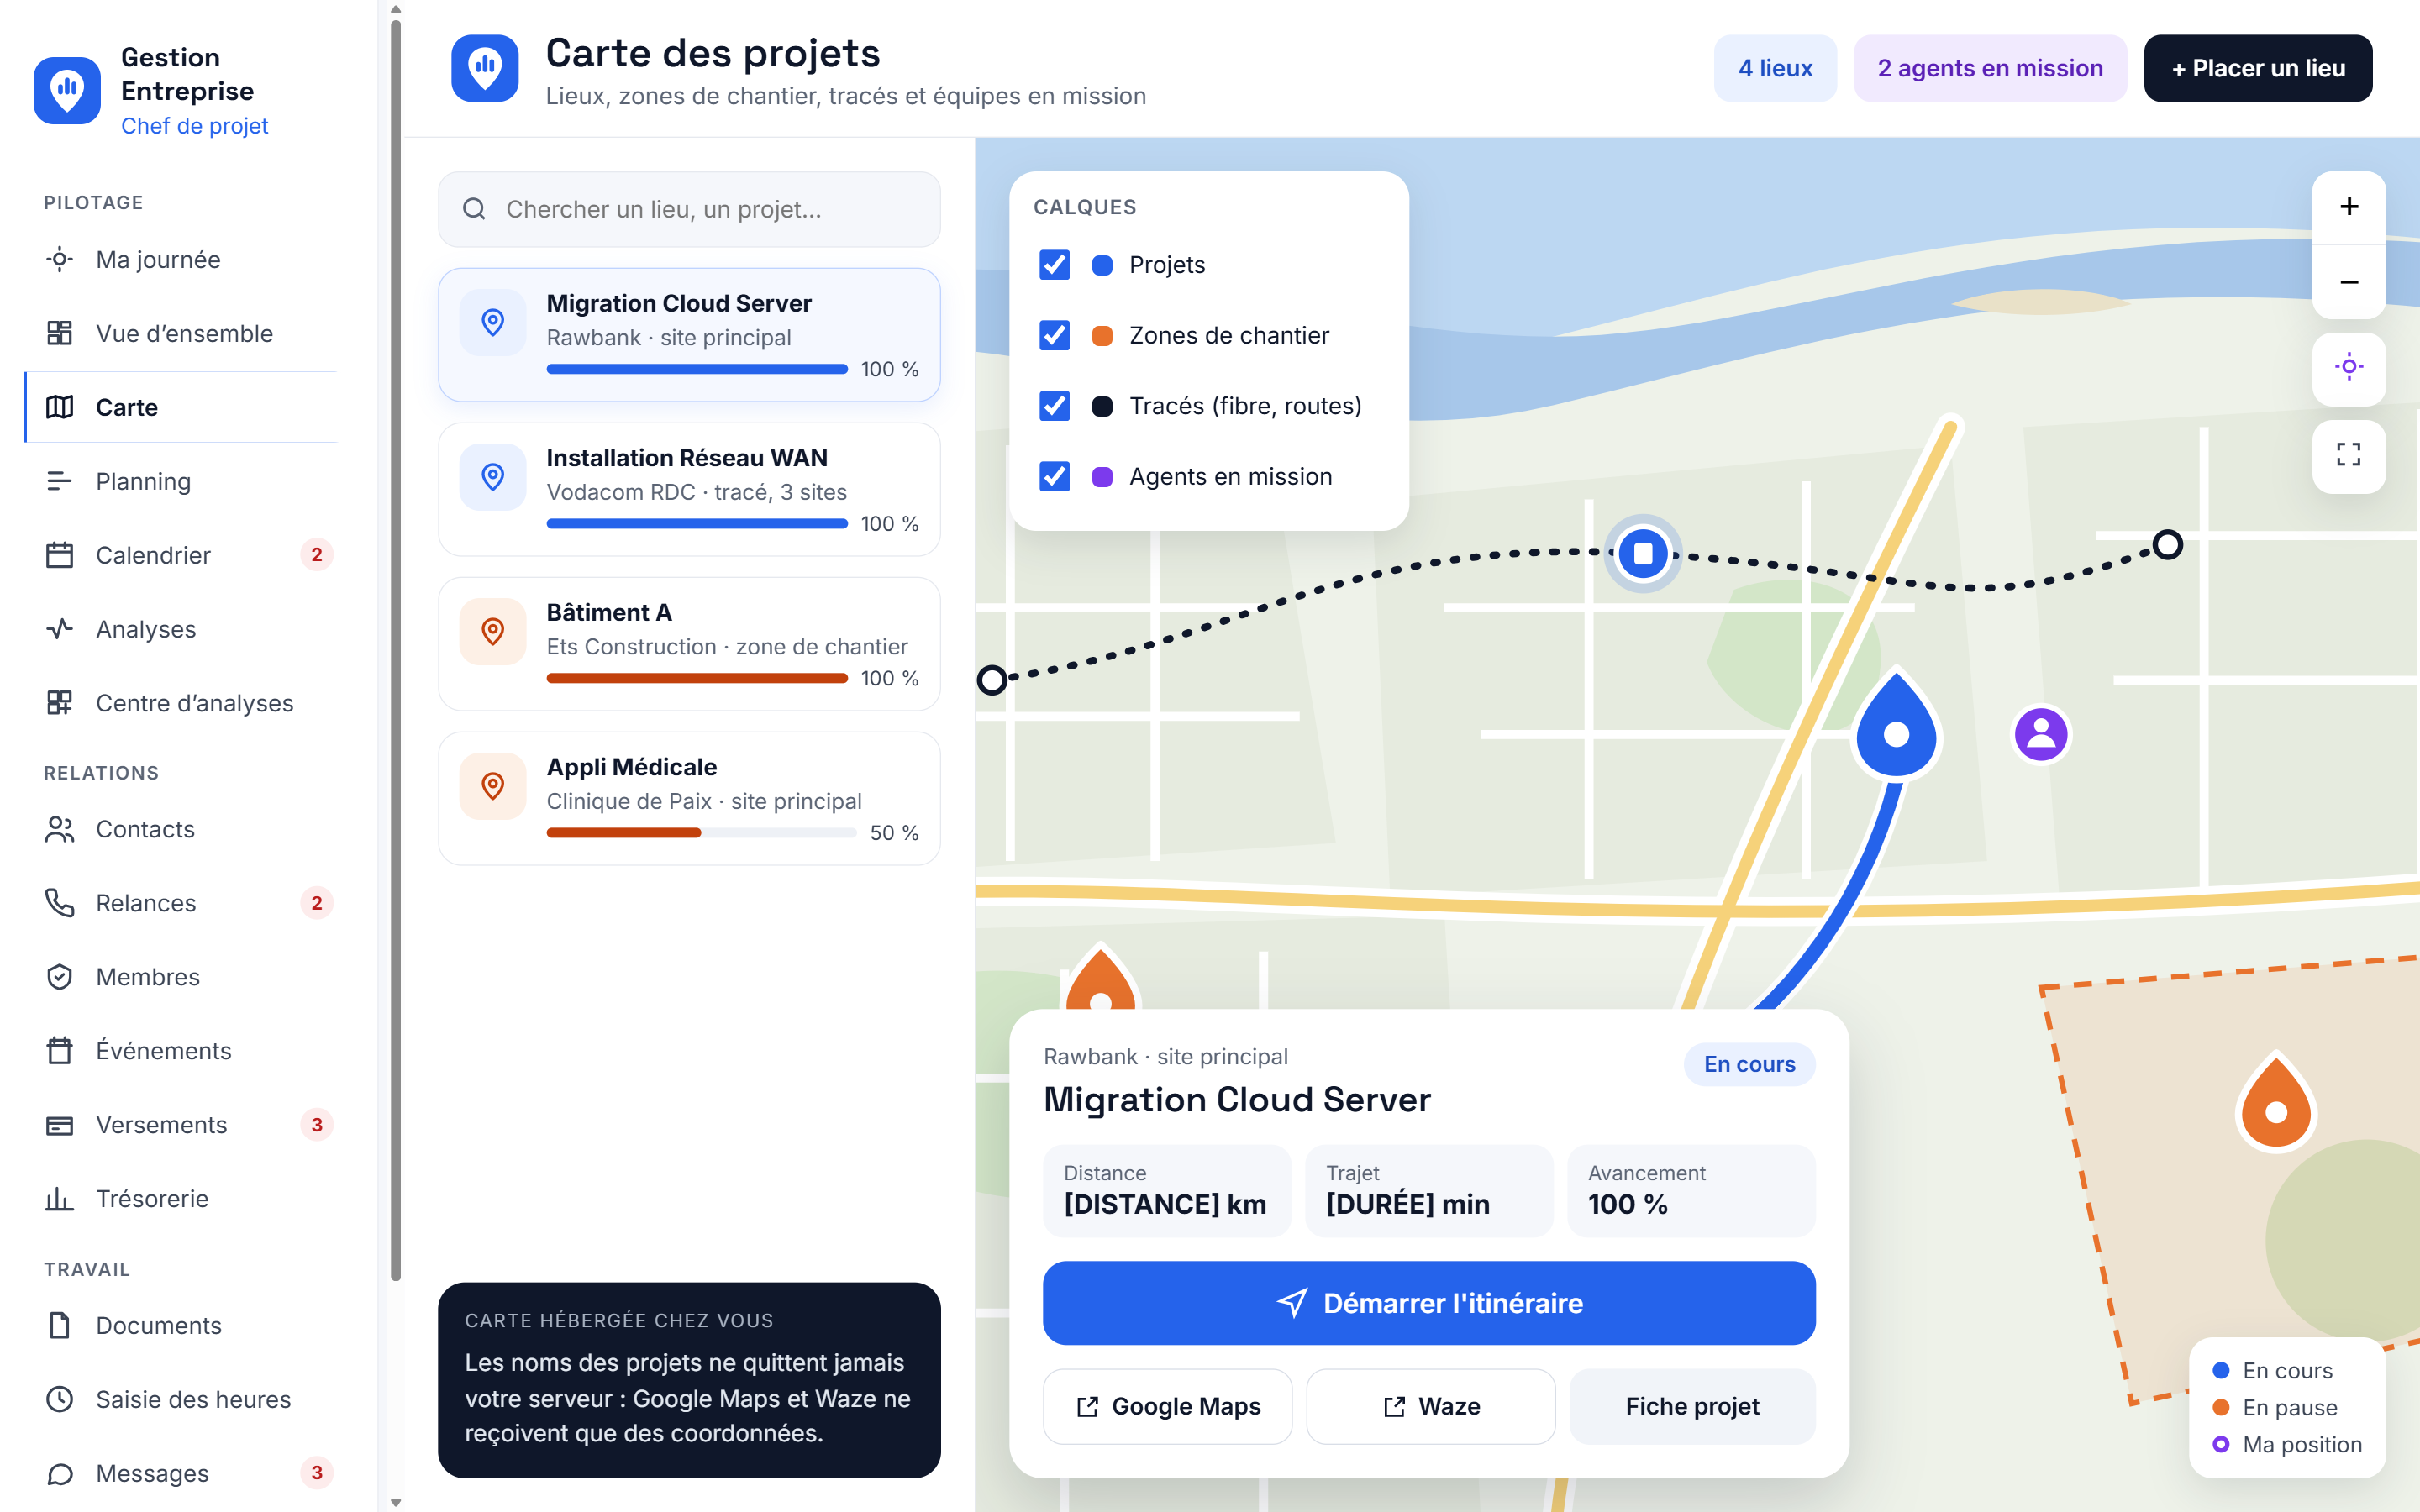 Gestion
Entreprise
Chef de projet
PILOTAGE
Ma journée
Vue d’ensemble
Carte
Planning
Calendrier 2
Analyses
Centre d’analyses
RELATIONS
Contacts
Relances 2
Membres
Événements
Versements 3
Trésorerie
TRAVAIL
Documents
Saisie des heures
Messages 3
Carte des projets
Lieux, zones de chantier, tracés et équipes en mission
4 lieux
2 agents en mission
+ Placer un lieu
Chercher un lieu, un projet...
Migration Cloud Server
Rawbank · site principal
100 %
Installation Réseau WAN
Vodacom RDC · tracé, 3 sites
100 %
Bâtiment A
Ets Construction · zone de chantier
100 %
Appli Médicale
Clinique de Paix · site principal
50 %
CARTE HÉBERGÉE CHEZ VOUS
Les noms des projets ne quittent jamais
votre serveur : Google Maps et Waze ne
reçoivent que des coordonnées.
CALQUES
Projets
Zones de chantier
Tracés (fibre, routes)
Agents en mission
+
−
Rawbank · site principal
En cours
Migration Cloud Server
Distance
[DISTANCE] km
Trajet
[DURÉE] min
Avancement
100 %
Démarrer l'itinéraire
Google Maps
Waze
Fiche projet
En cours
En pause
Ma position